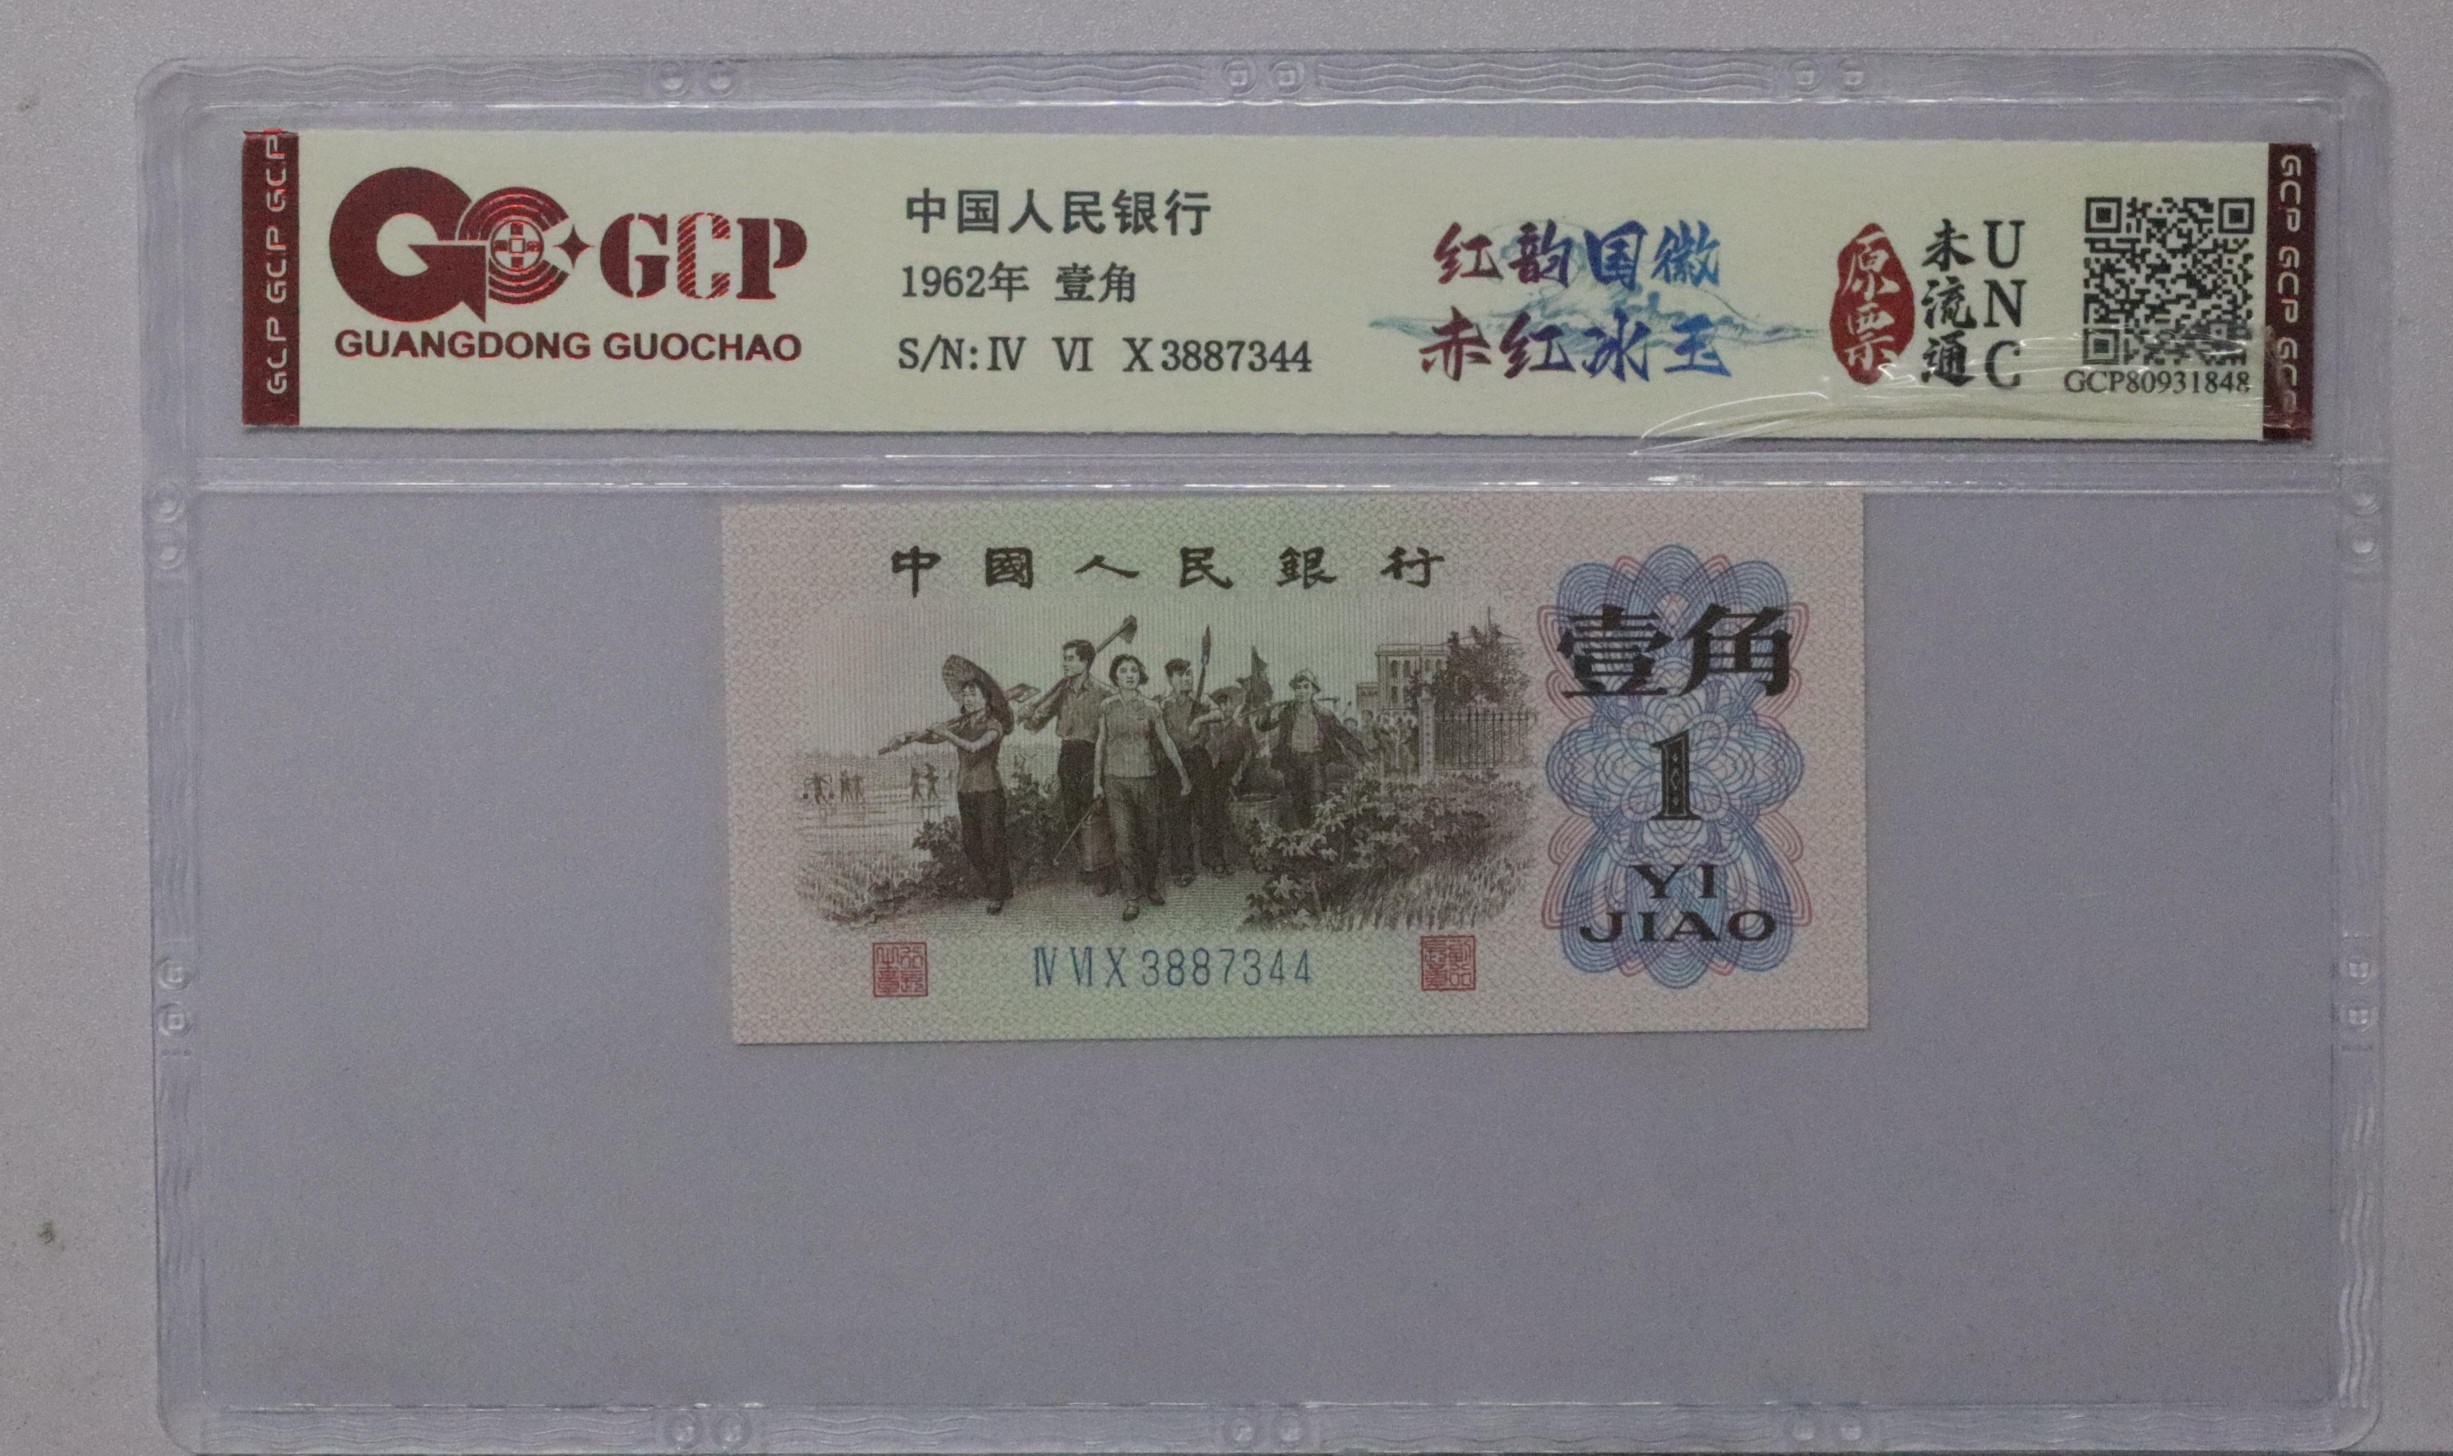 GCP GCP GCP
GCP
GUANGDONG GUOCHAO
中国人民银行
1962年 壹角
S/N: IV VI X 3887344
红韵国徽
赤红冰玉
原票
未流通
UNC
GCP80931848
GCP GCP GCP
中國人民銀行
壹角
1
YI
JIAO
IV VI X 3887344